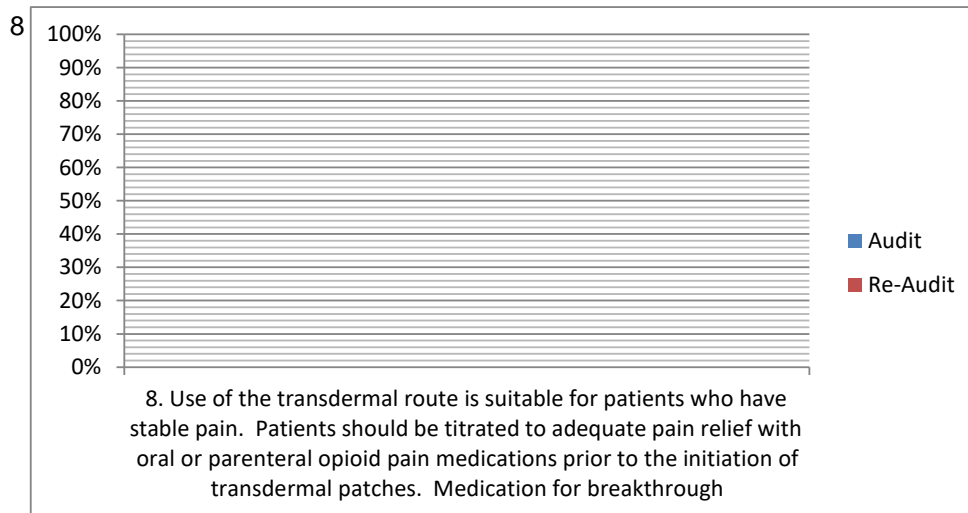 8
100%
90%
80%
70%
60%
50%
40%
30%
20%
10%
0%
Audit
Re-Audit
8. Use of the transdermal route is suitable for patients who have
stable pain. Patients should be titrated to adequate pain relief with
oral or parenteral opioid pain medications prior to the initiation of
transdermal patches. Medication for breakthrough